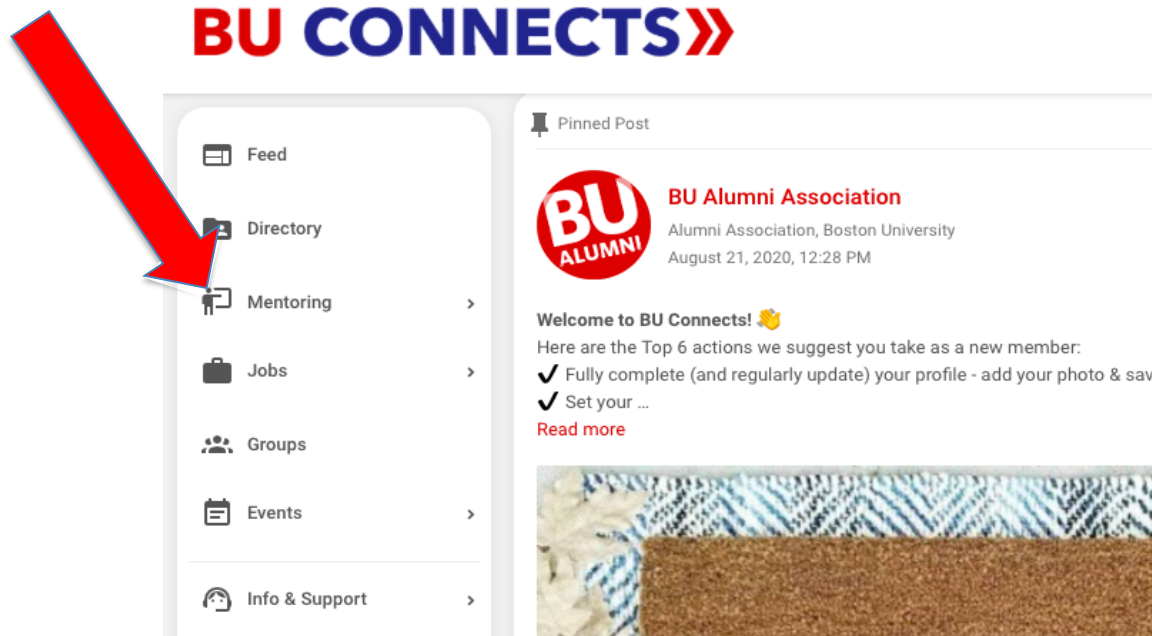 BU CONNECTS»
Feed
Directory
Mentoring
Jobs
Groups
Events
Info & Support
Pinned Post
BU
ALUMNI
BU Alumni Association
Alumni Association, Boston University
August 21, 2020, 12:28 PM
Welcome to BU Connects! 👋
Here are the Top 6 actions we suggest you take as a new member:
✔ Fully complete (and regularly update) your profile - add your photo & sav
✔ Set your ...
Read more